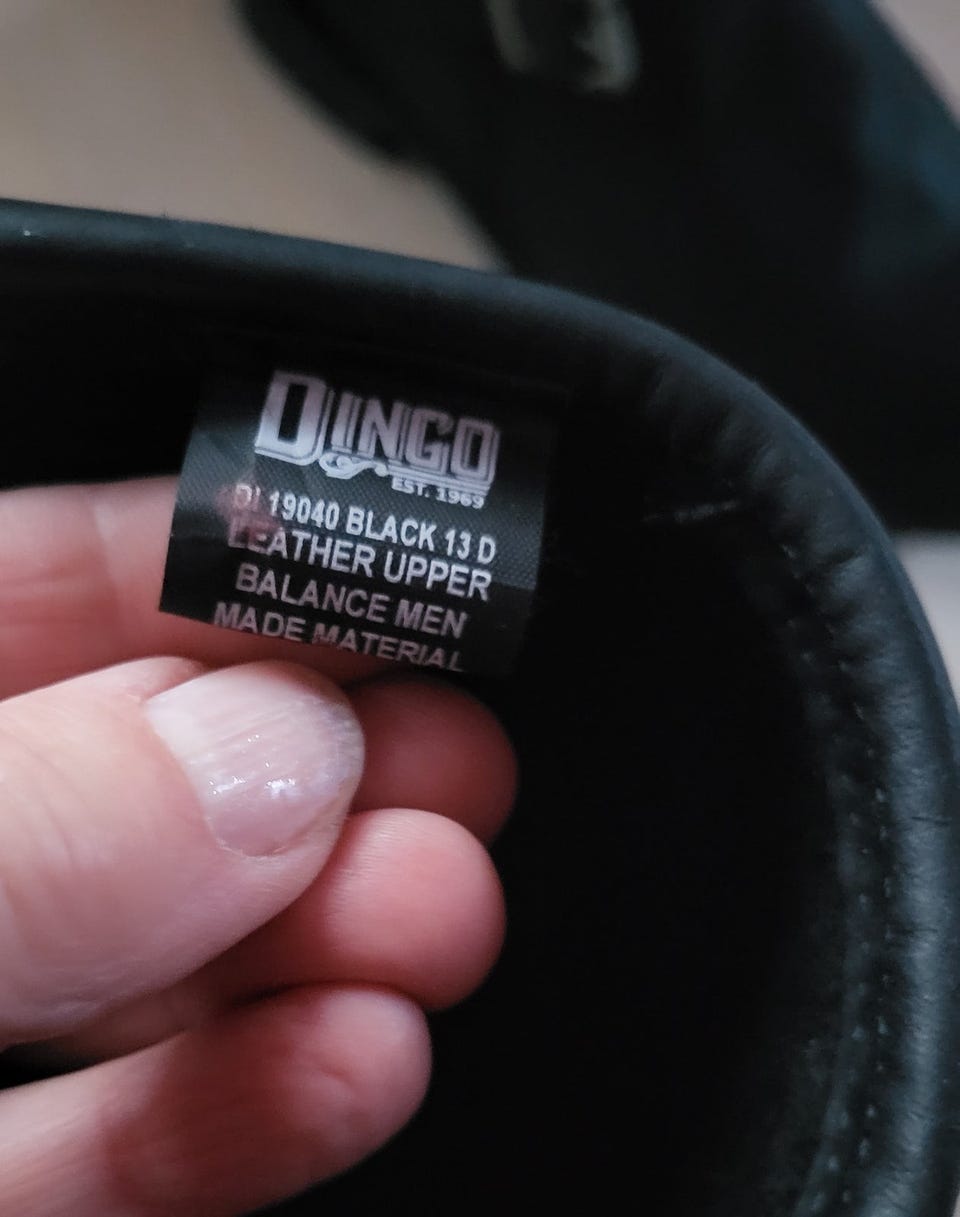 DINGO
EST. 1969
DI 19040 BLACK 13 D
LEATHER UPPER
BALANCE MEN
MADE MATERIAL